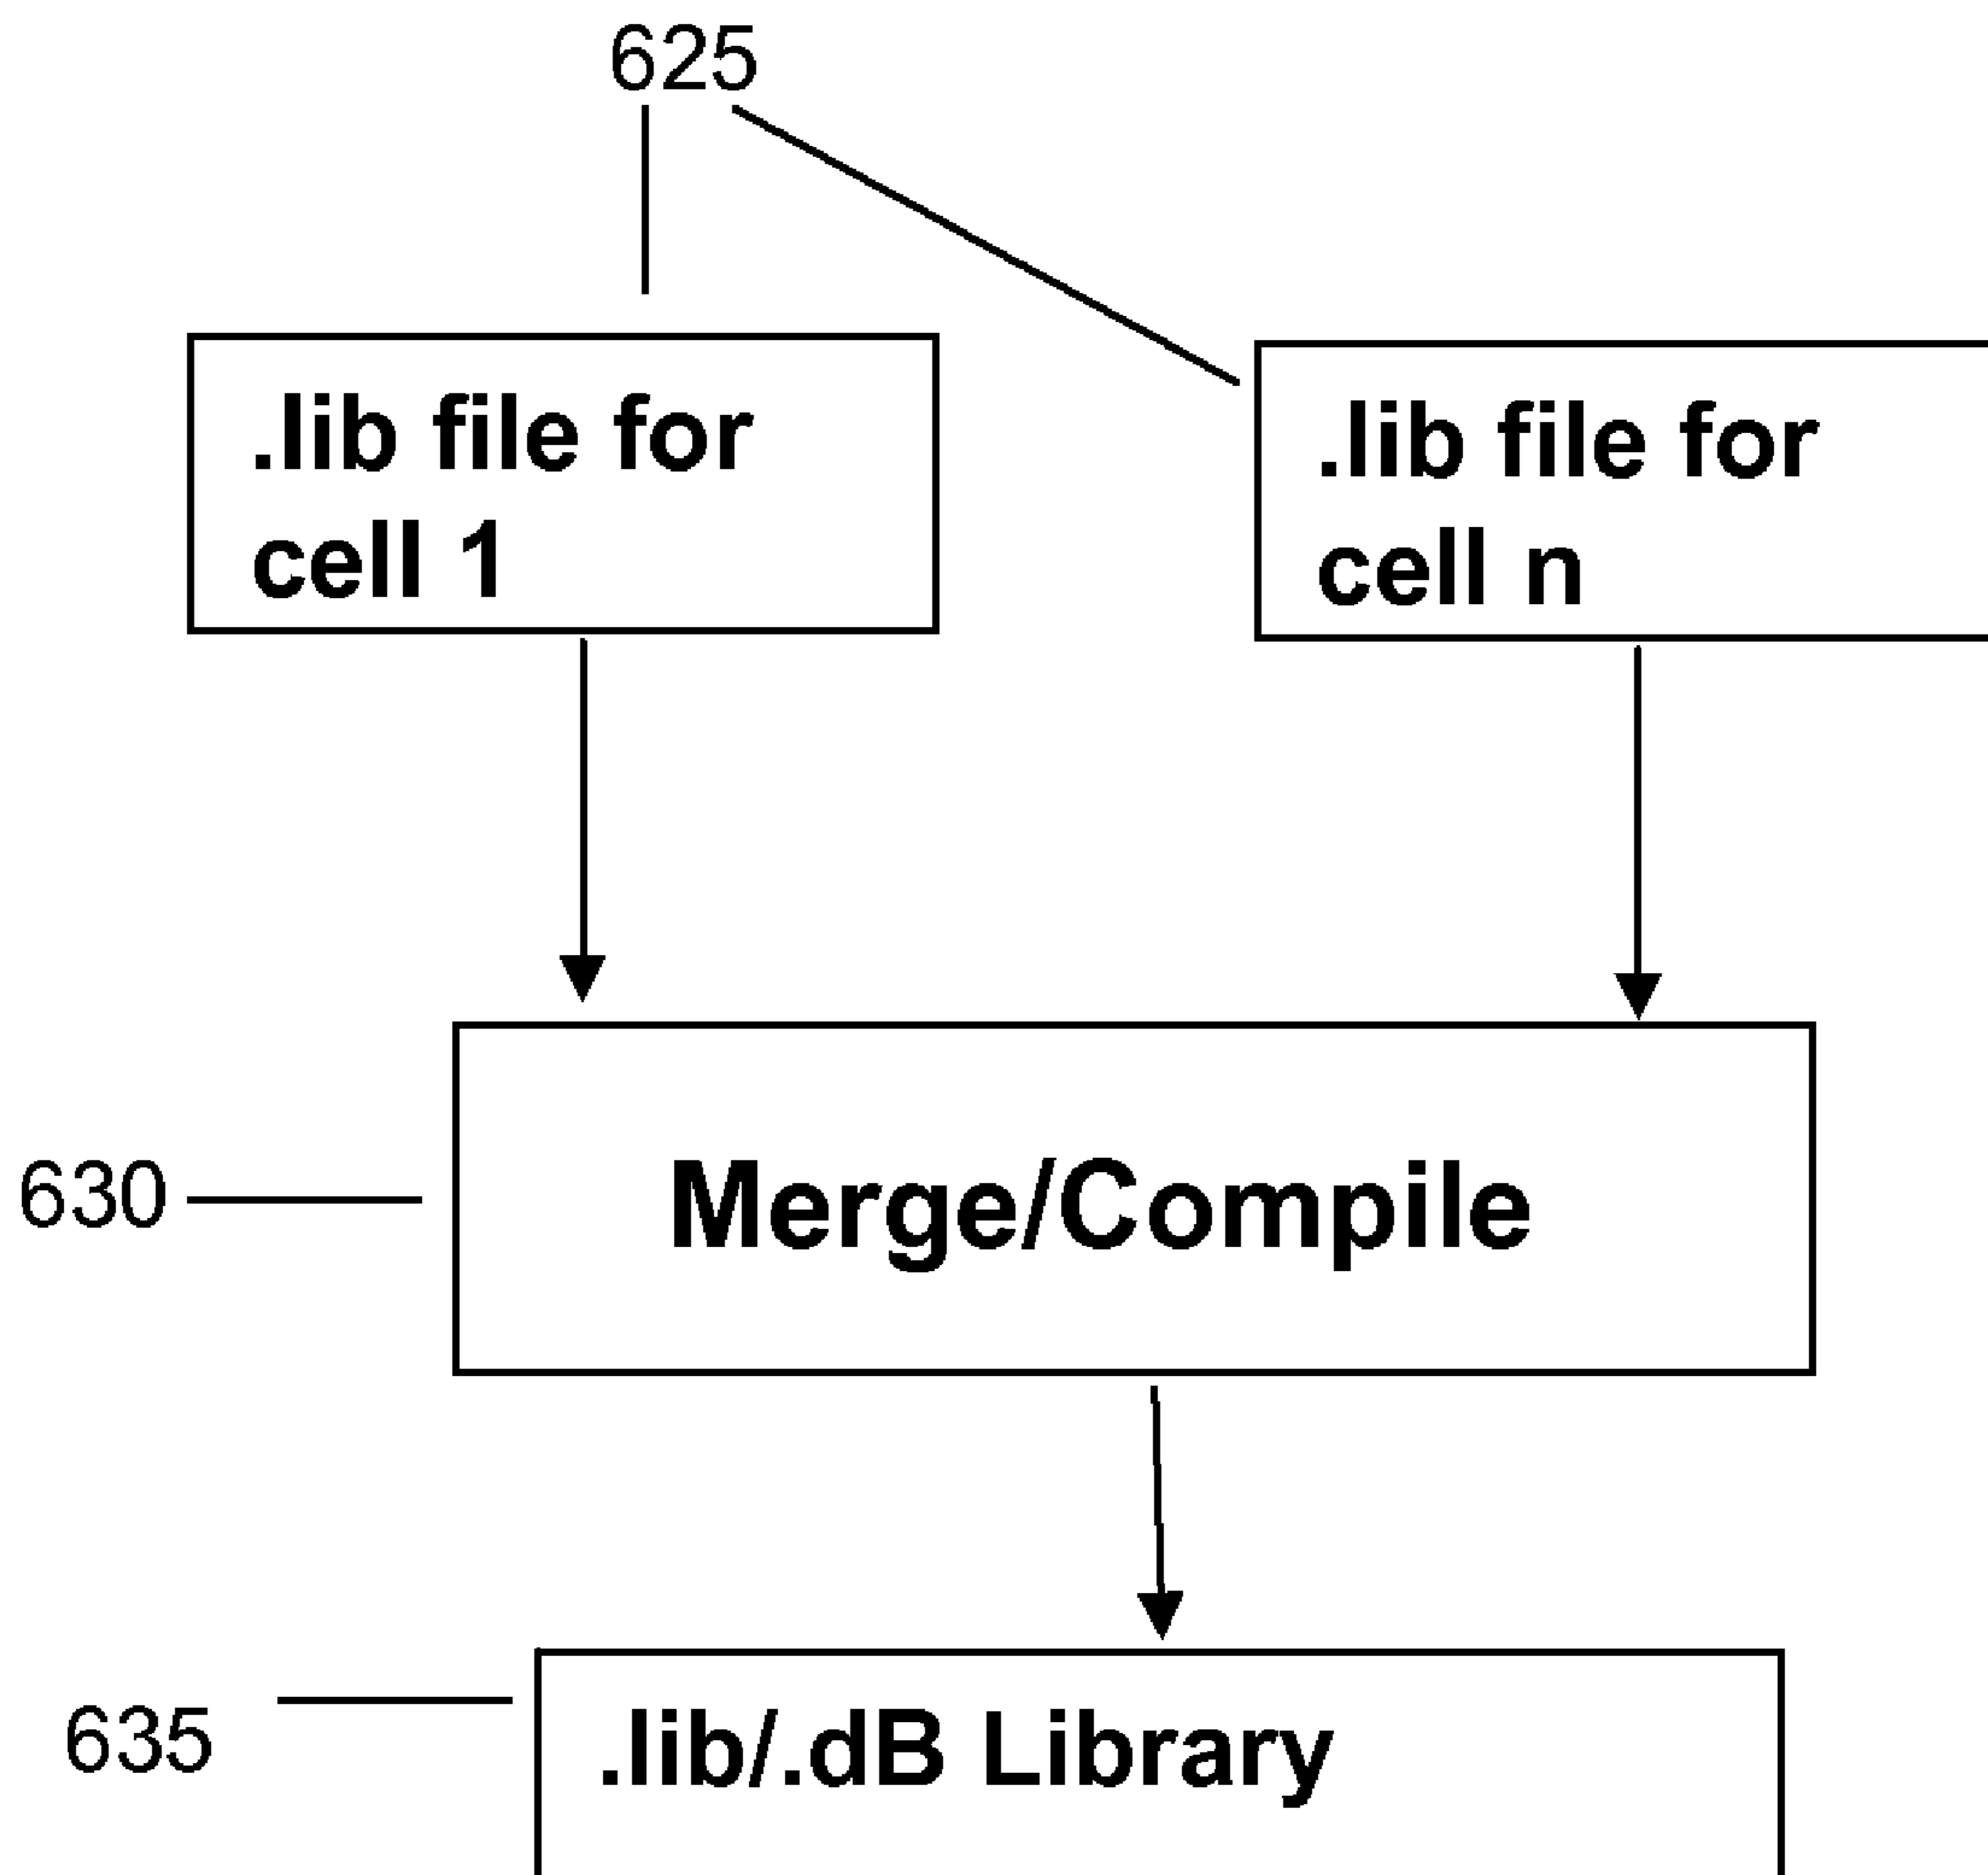 625
.lib file for
cell 1
.lib file for
cell n
630
Merge/Compile
635
.lib/.dB Library